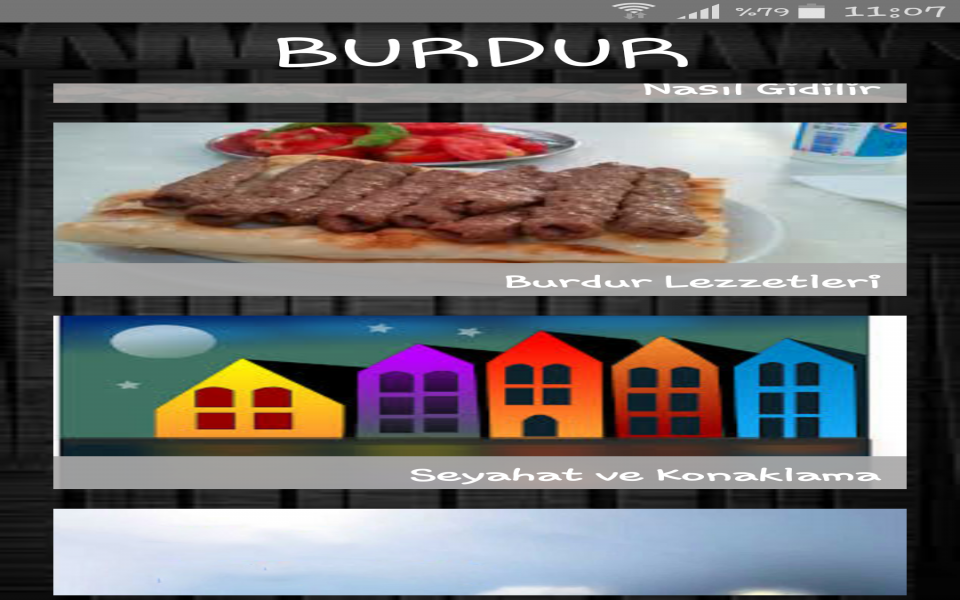 %79 11:07
BURDUR
Nasıl Gidilir
Burdur Lezzetleri
Seyahat ve Konaklama